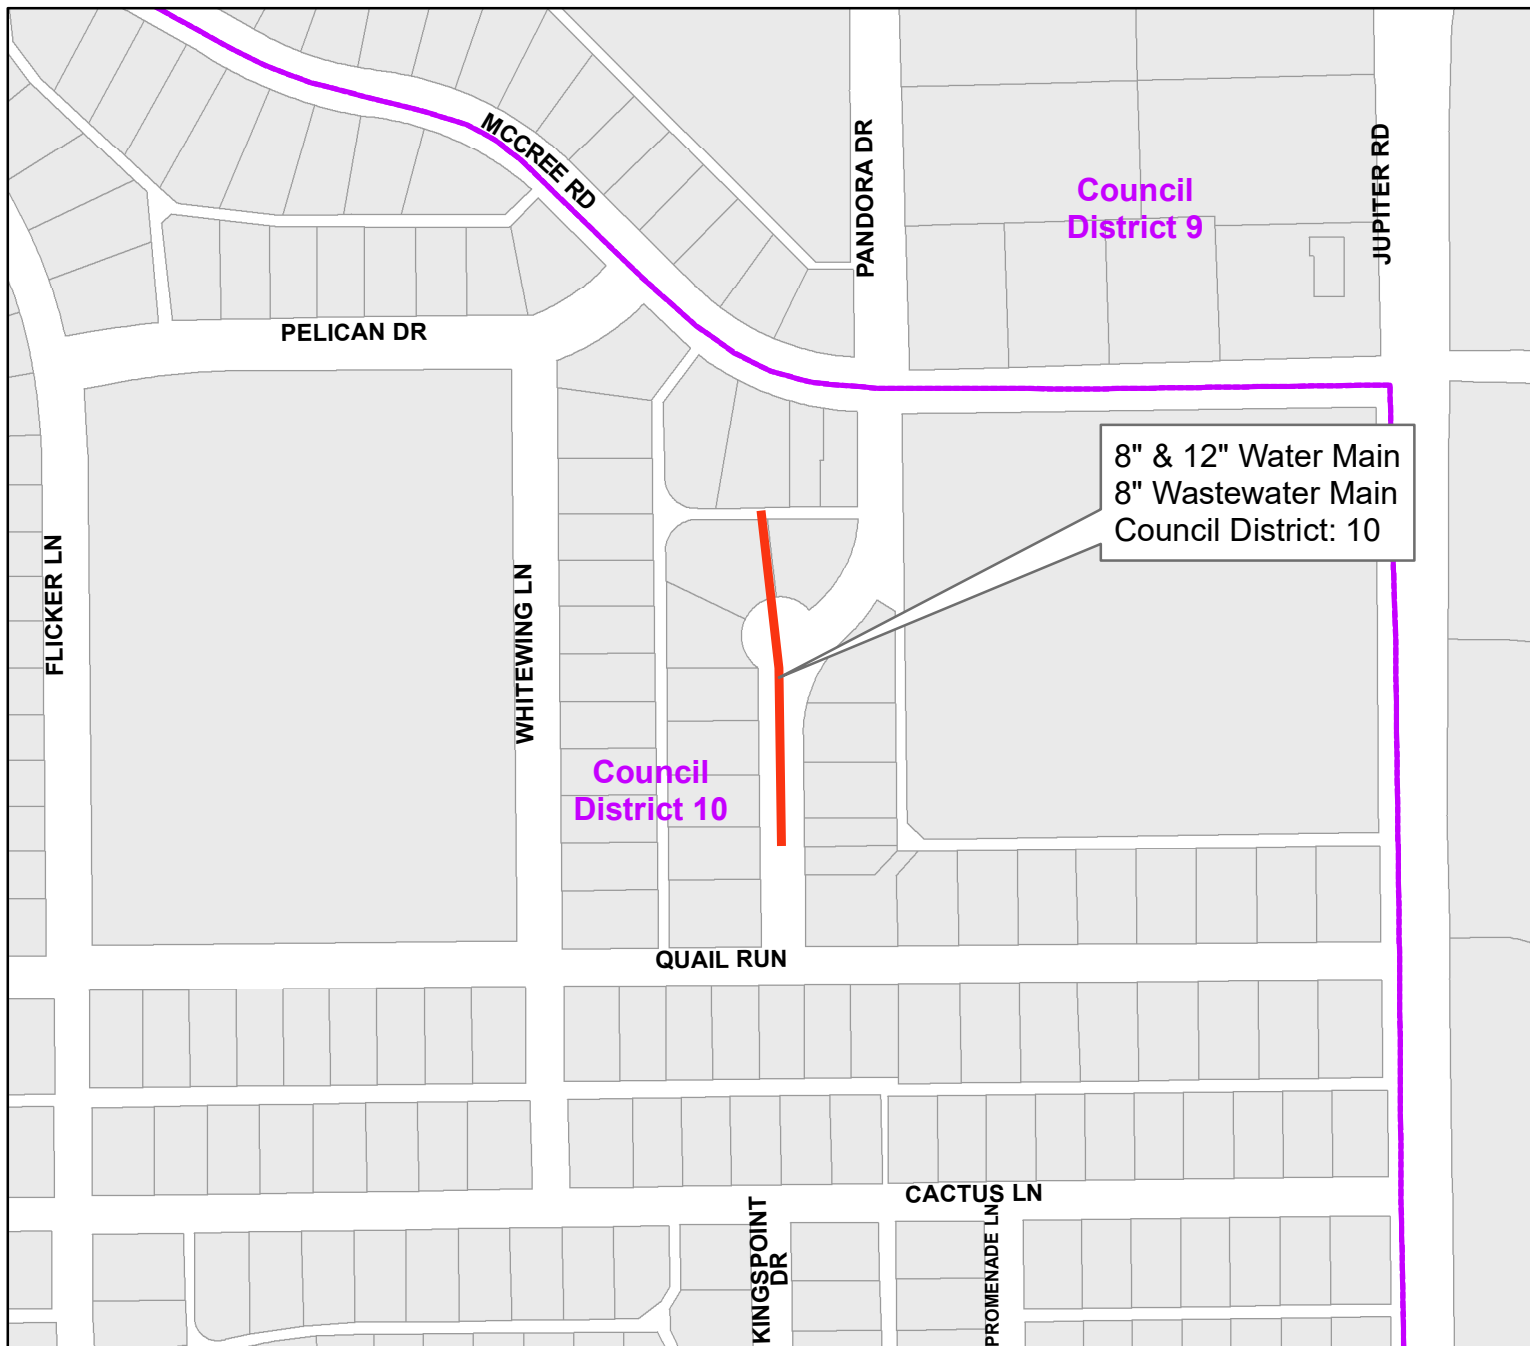 MCCREE RD
PANDORA DR
JUPITER RD
Council
District 9
PELICAN DR
8" & 12" Water Main
8" Wastewater Main
Council District: 10
FLICKER LN
WHITEWING LN
Council
District 10
QUAIL RUN
CACTUS LN
KINGSPOINT
DR
PROMENADE LN